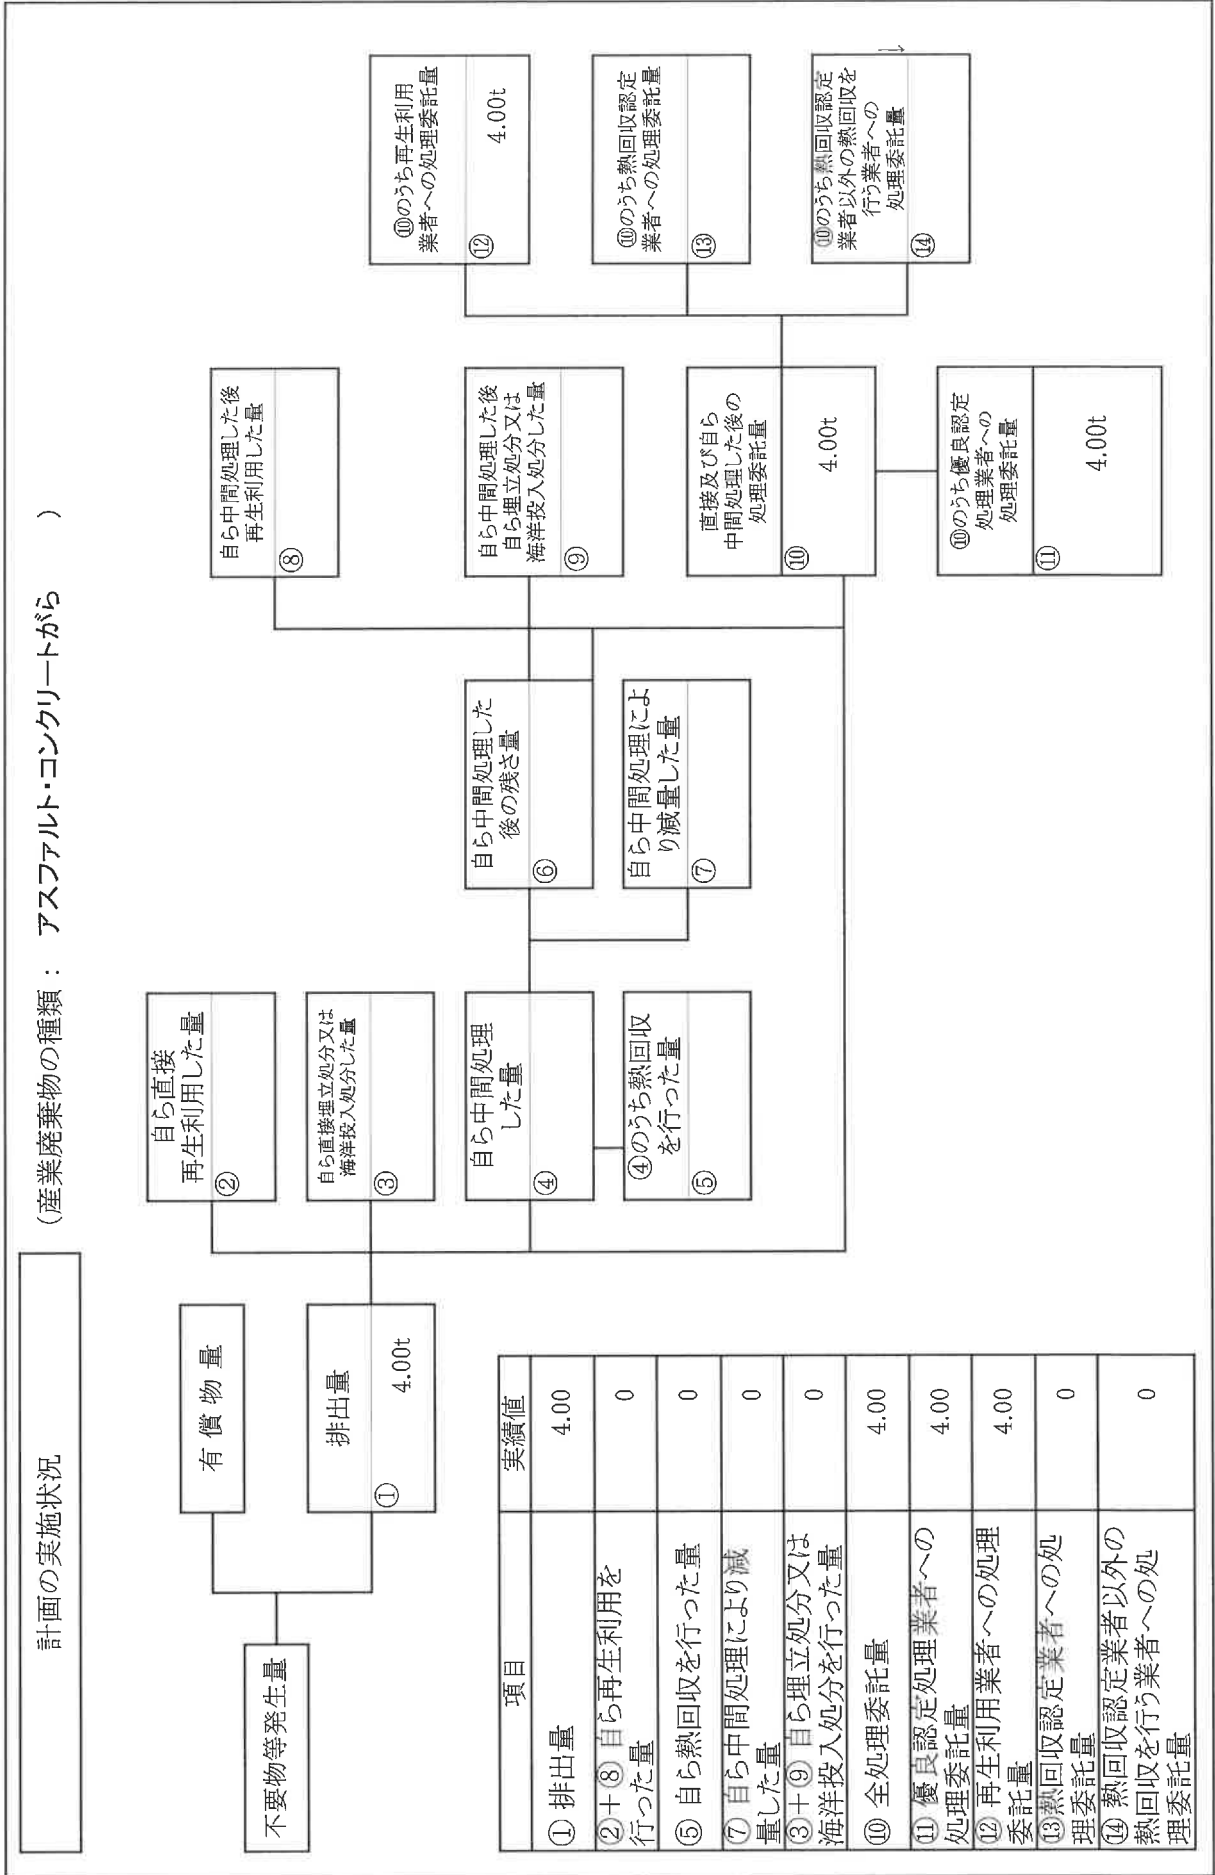 計画の実施状況
（産業廃棄物の種類： アスファルト・コンクリートがら ）
不要物等発生量
有償物量
排出量
① 4.00t
自ら直接
再生利用した量
②
自ら直接埋立処分又は
海洋投入処分した量
③
自ら中間処理
した量
④
④のうち熱回収
を行った量
⑤
自ら中間処理した
後の残さ量
⑥
自ら中間処理によ
り減量した量
⑦
自ら中間処理した後
再生利用した量
⑧
自ら中間処理した後
自ら埋立処分又は
海洋投入処分した量
⑨
直接及び自ら
中間処理した後の
処理委託量
⑩ 4.00t
⑩のうち優良認定
処理業者への
処理委託量
⑪ 4.00t
⑩のうち再生利用
業者への処理委託量
⑫ 4.00t
⑩のうち熱回収認定
業者への処理委託量
⑬
⑩のうち熱回収認定
業者以外の熱回収を
行う業者への
処理委託量
⑭
項目 実績値
① 排出量 4.00
②＋⑧ 自ら再生利用を
行った量 0
⑤ 自ら熱回収を行った量 0
⑦ 自ら中間処理により減
量した量 0
③＋⑨ 自ら埋立処分又は
海洋投入処分を行った量 0
⑩ 全処理委託量 4.00
⑪ 優良認定処理業者への
処理委託量 4.00
⑫ 再生利用業者への処理
委託量 4.00
⑬熱回収認定業者への処
理委託量 0
⑭ 熱回収認定業者以外の
熱回収を行う業者への処
理委託量 0